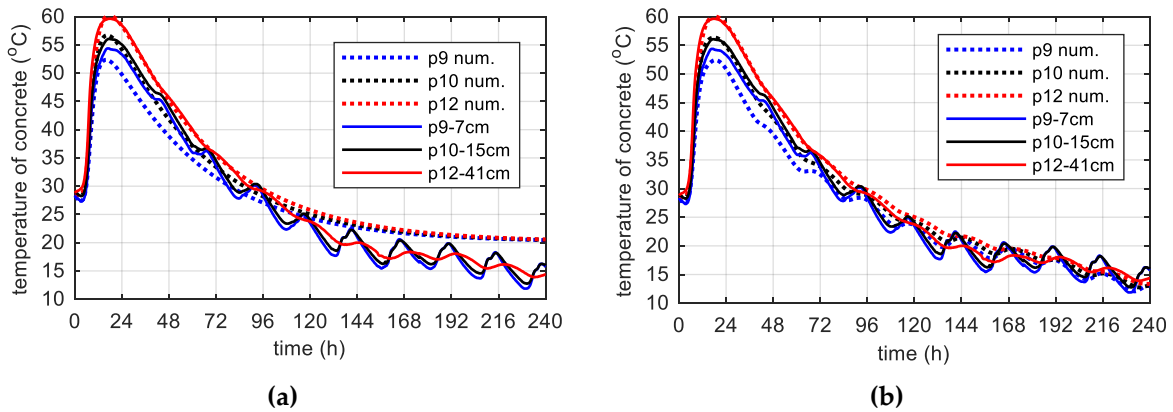 temperature of concrete (°C)
60
55
50
45
40
35
30
25
20
15
10
0 24 48 72 96 120 144 168 192 216 240
time (h)
p9 num.
p10 num.
p12 num.
p9-7cm
p10-15cm
p12-41cm
(a)
temperature of concrete (°C)
60
55
50
45
40
35
30
25
20
15
10
0 24 48 72 96 120 144 168 192 216 240
time (h)
p9 num.
p10 num.
p12 num.
p9-7cm
p10-15cm
p12-41cm
(b)